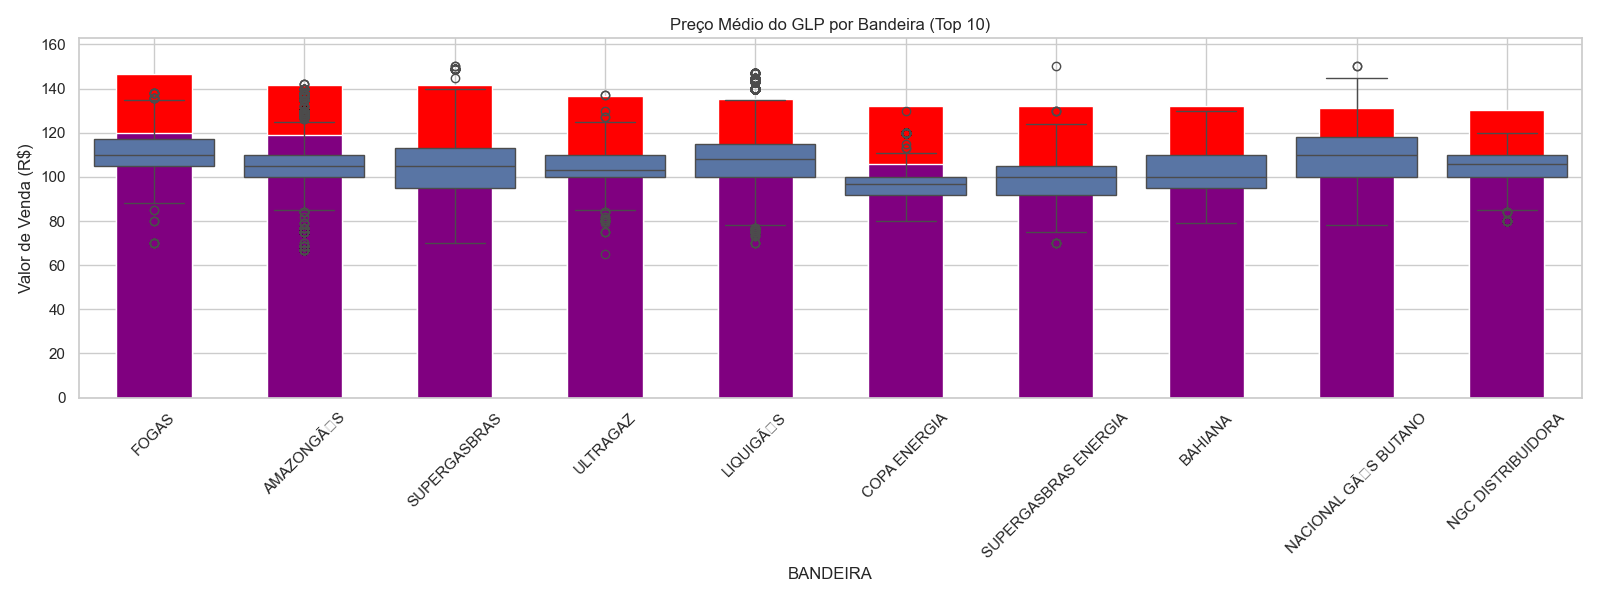 Preço Médio do GLP por Bandeira (Top 10)
Valor de Venda (R$)
160
140
120
100
80
60
40
20
0
FOGAS
AMAZONGÃ□S
SUPERGASBRAS
ULTRAGAZ
LIQUIGÃ□S
COPA ENERGIA
SUPERGASBRAS ENERGIA
BAHIANA
NACIONAL GÃ□S BUTANO
NGC DISTRIBUIDORA
BANDEIRA